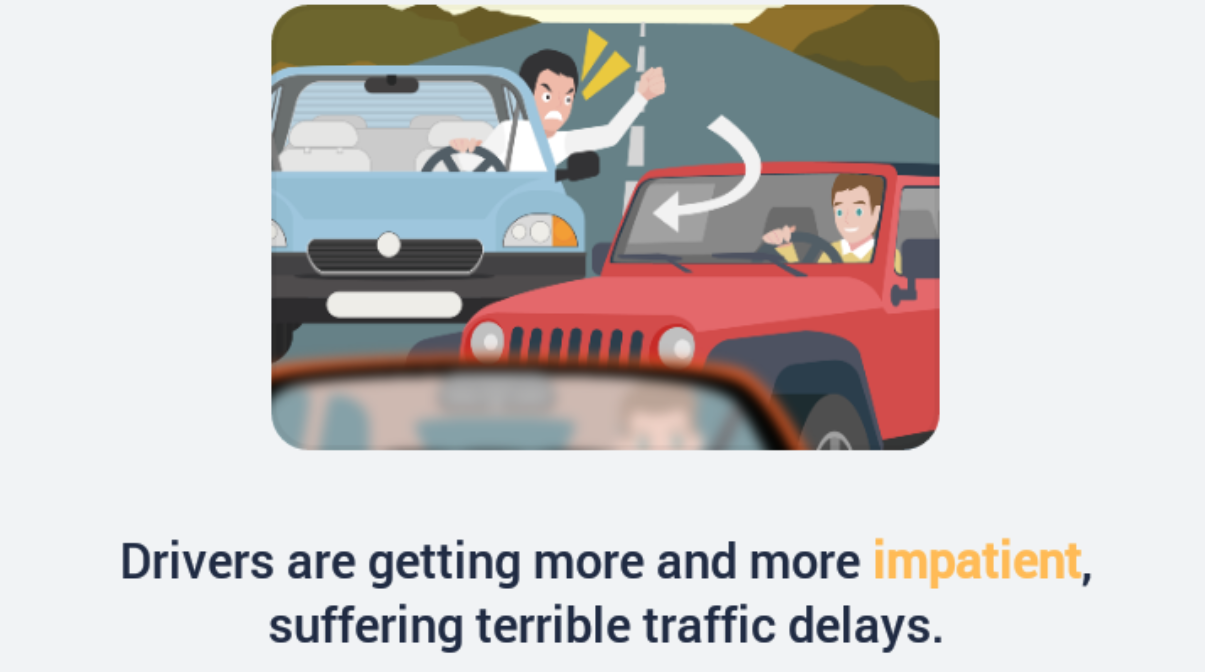 Drivers are getting more and more impatient,
suffering terrible traffic delays.